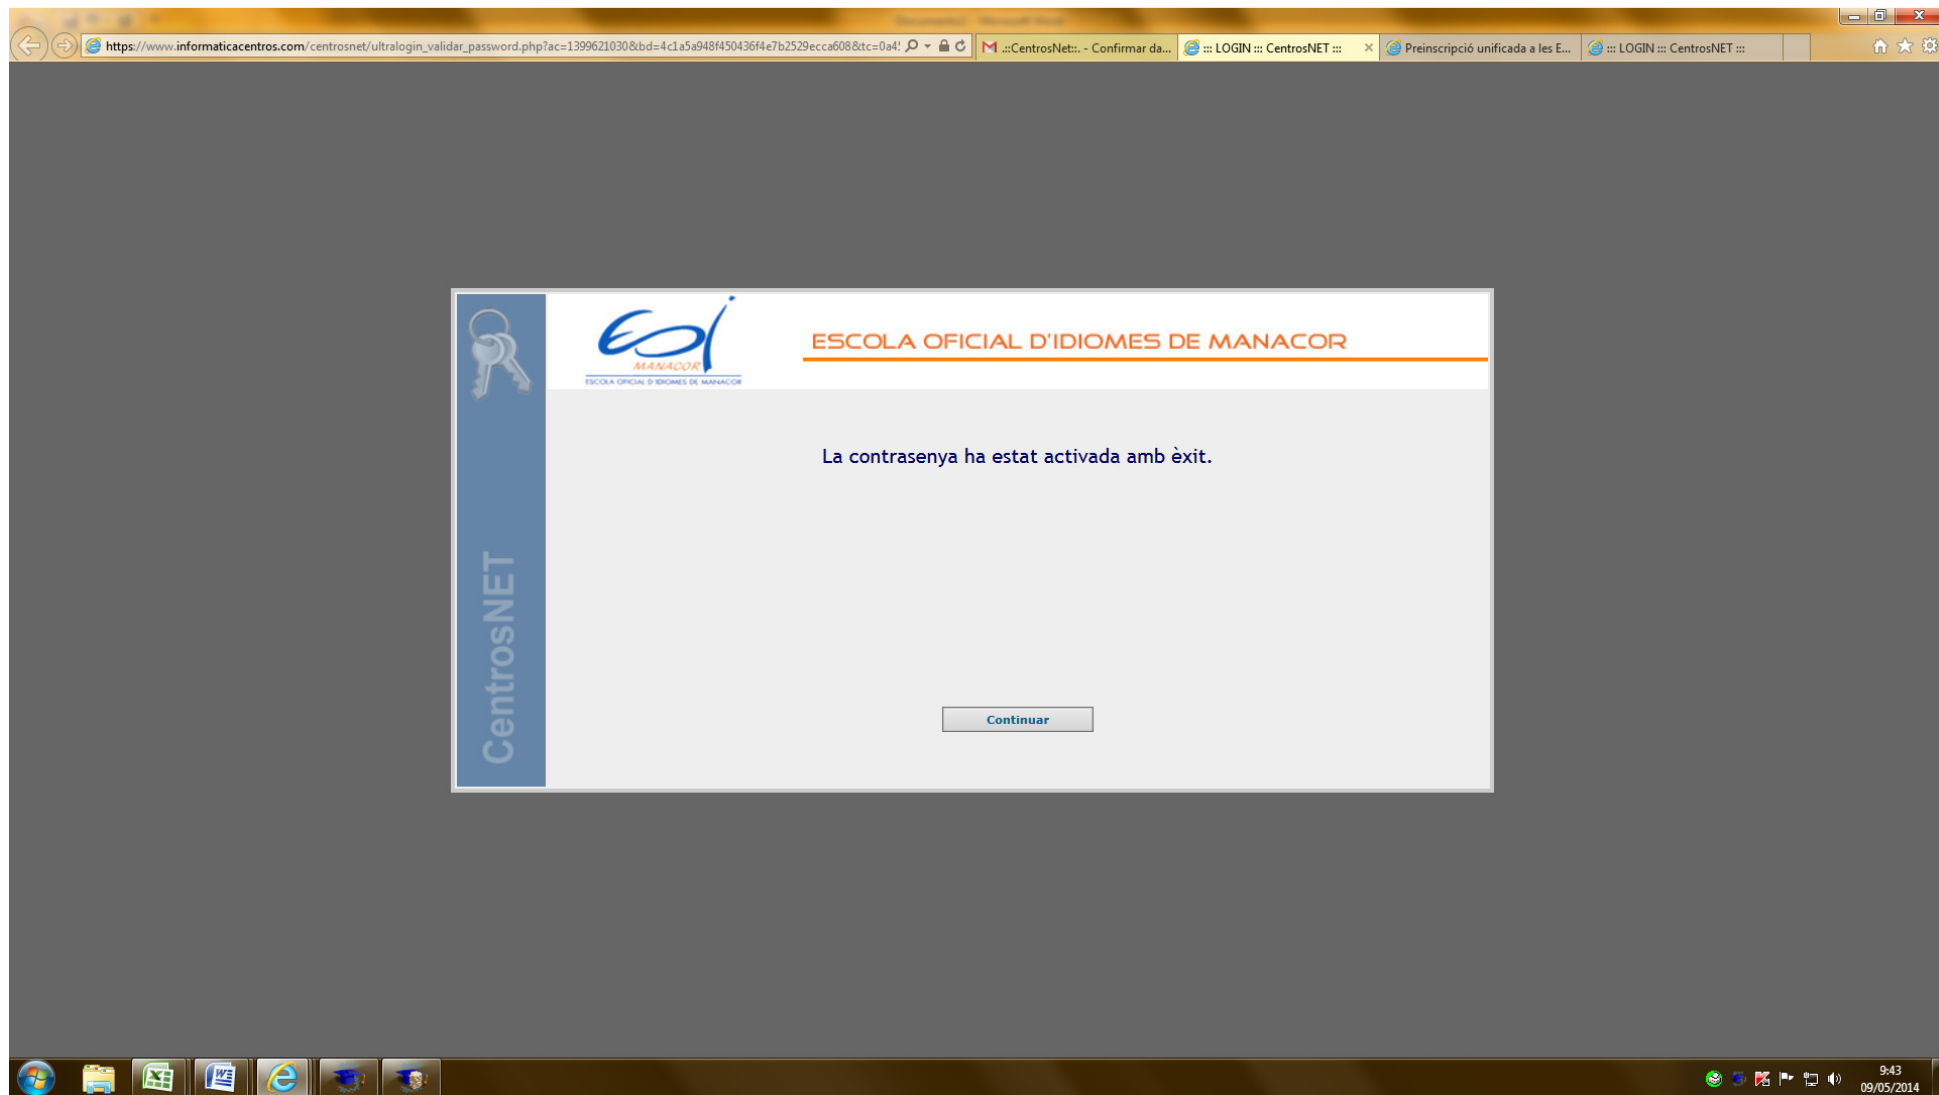 https://www.informaticacentros.com/centrosnet/ultralogin_validar_password.php?ac=1399621030&bd=4c1a5a948f450436f4e7b2529ecca608&tc=0a4!
.::CentrosNet::. - Confirmar da...
::: LOGIN ::: CentrosNET :::
Preinscripció unificada a les E...
::: LOGIN ::: CentrosNET :::
MANACOR
ESCOLA OFICIAL D'IDIOMES DE MANACOR
ESCOLA OFICIAL D'IDIOMES DE MANACOR
La contrasenya ha estat activada amb èxit.
CentrosNET
Continuar
9:43
09/05/2014